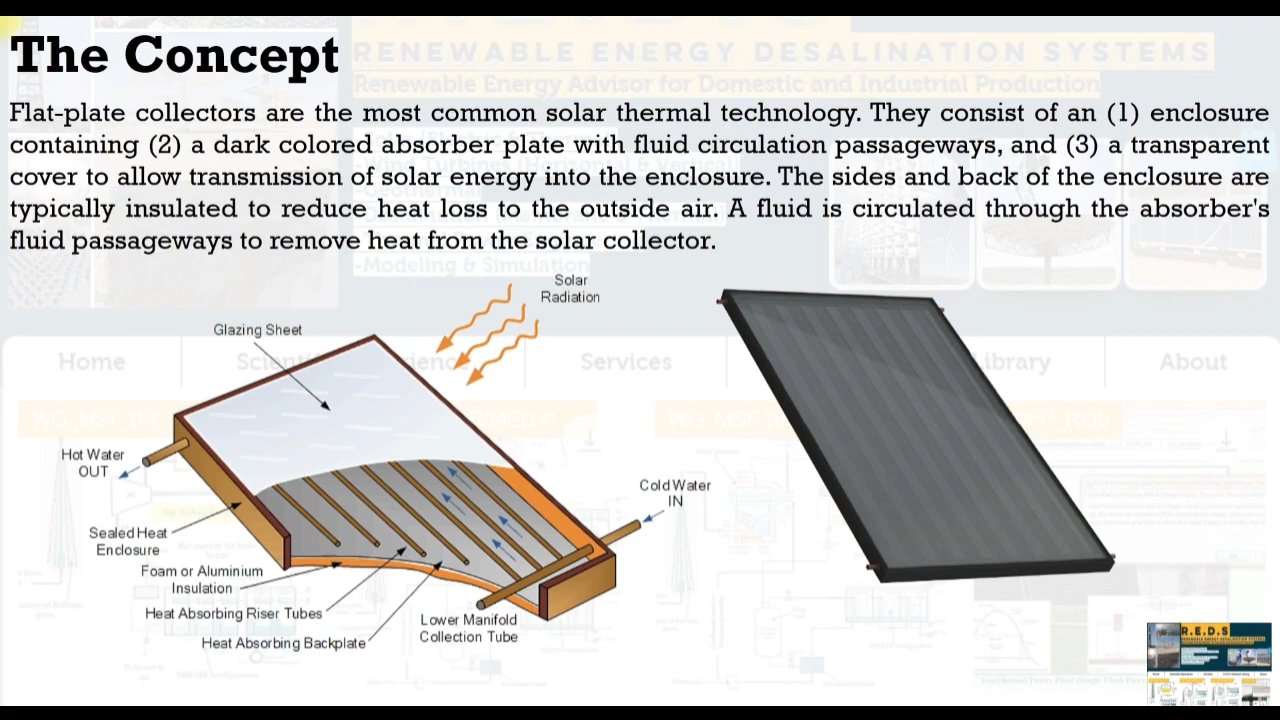 The Concept
RENEWABLE ENERGY DESALINATION SYSTEMS
Renewable Energy Advisor for Domestic and Industrial Production
Flat-plate collectors are the most common solar thermal technology. They consist of an (1) enclosure
containing (2) a dark colored absorber plate with fluid circulation passageways, and (3) a transparent
cover to allow transmission of solar energy into the enclosure. The sides and back of the enclosure are
typically insulated to reduce heat loss to the outside air. A fluid is circulated through the absorber's
fluid passageways to remove heat from the solar collector.
-Modeling & Simulation
Solar
Radiation
Glazing Sheet
Home
Services
Library
About
Hot Water
OUT
Cold Water
IN
Sealed Heat
Enclosure
Foam or Aluminium
Insulation
Heat Absorbing Riser Tubes
Heat Absorbing Backplate
Lower Manifold
Collection Tube
R.E.D.S